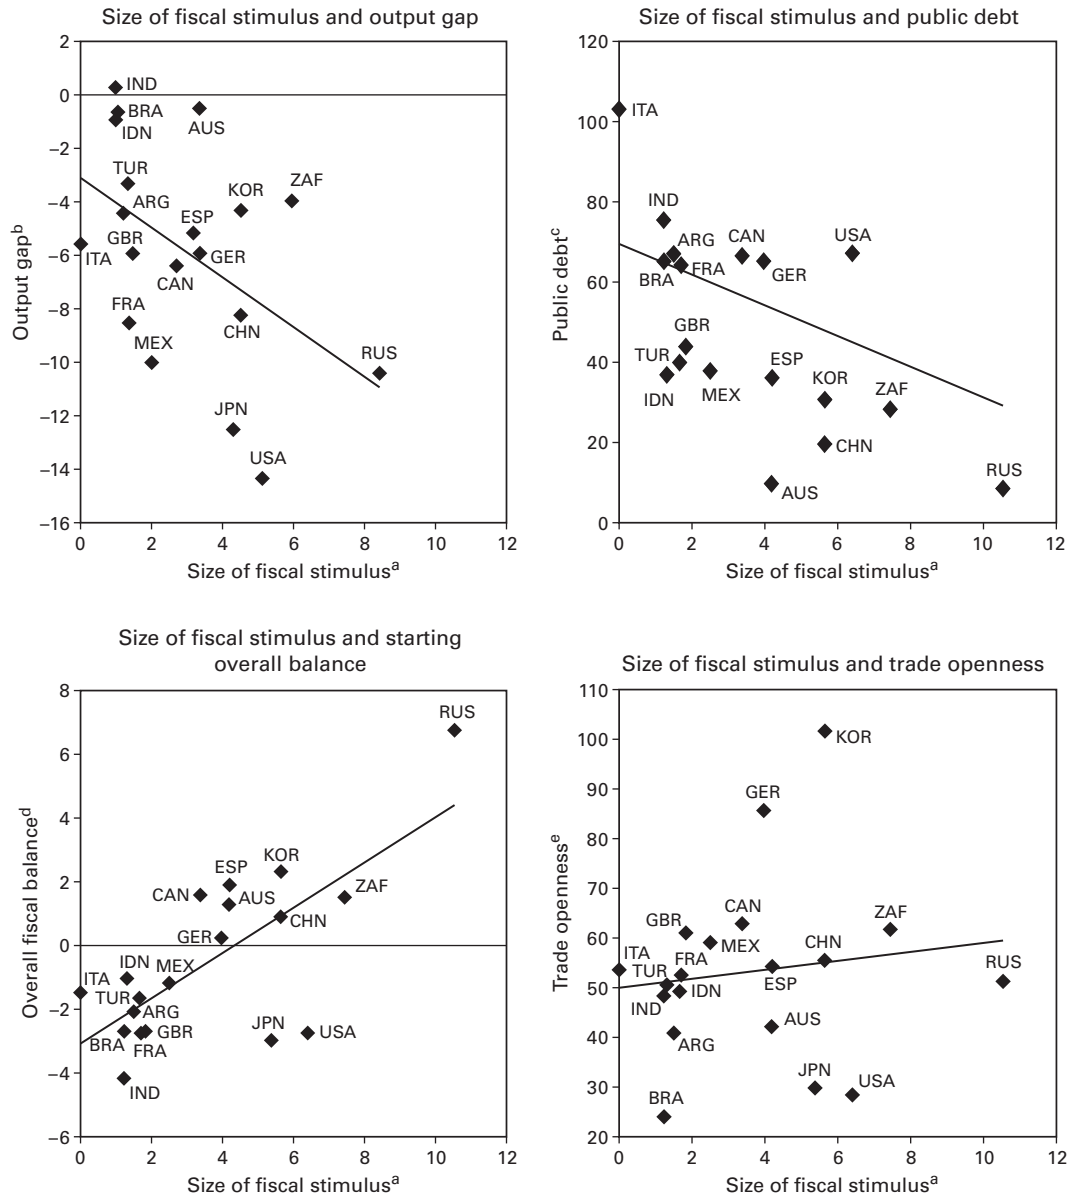 Size of fiscal stimulus and output gap
2
0
–2
–4
–6
–8
–10
–12
–14
–16
Output gapb
IND
BRA
IDN
AUS
TUR
ARG
KOR
ZAF
ESP
GBR
ITA
GER
CAN
FRA
CHN
MEX
RUS
JPN
USA
0 2 4 6 8 10 12
Size of fiscal stimulusa
Size of fiscal stimulus and public debt
120
100
80
60
40
20
0
Public debtc
ITA
IND
ARG
CAN
USA
BRA
FRA
GER
GBR
TUR
ESP
IDN
MEX
KOR
ZAF
CHN
AUS
RUS
0 2 4 6 8 10 12
Size of fiscal stimulusa
Size of fiscal stimulus and starting
overall balance
8
6
4
2
0
–2
–4
–6
Overall fiscal balanced
RUS
KOR
ESP
CAN
AUS
ZAF
CHN
GER
IDN
MEX
ITA
TUR
ARG
JPN
USA
BRA
GBR
FRA
IND
0 2 4 6 8 10 12
Size of fiscal stimulusa
Size of fiscal stimulus and trade openness
110
100
90
80
70
60
50
40
30
20
Trade opennesse
KOR
GER
CAN
GBR
ZAF
MEX
CHN
ITA
FRA
TUR
RUS
IDN
ESP
IND
AUS
ARG
JPN
USA
BRA
0 2 4 6 8 10 12
Size of fiscal stimulusa